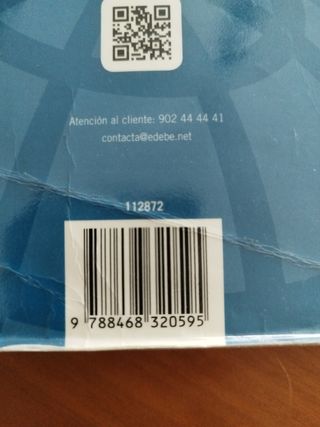 Atención al cliente: 902 44 44 41
contacta@edebe.net
112872
9 788468 320595